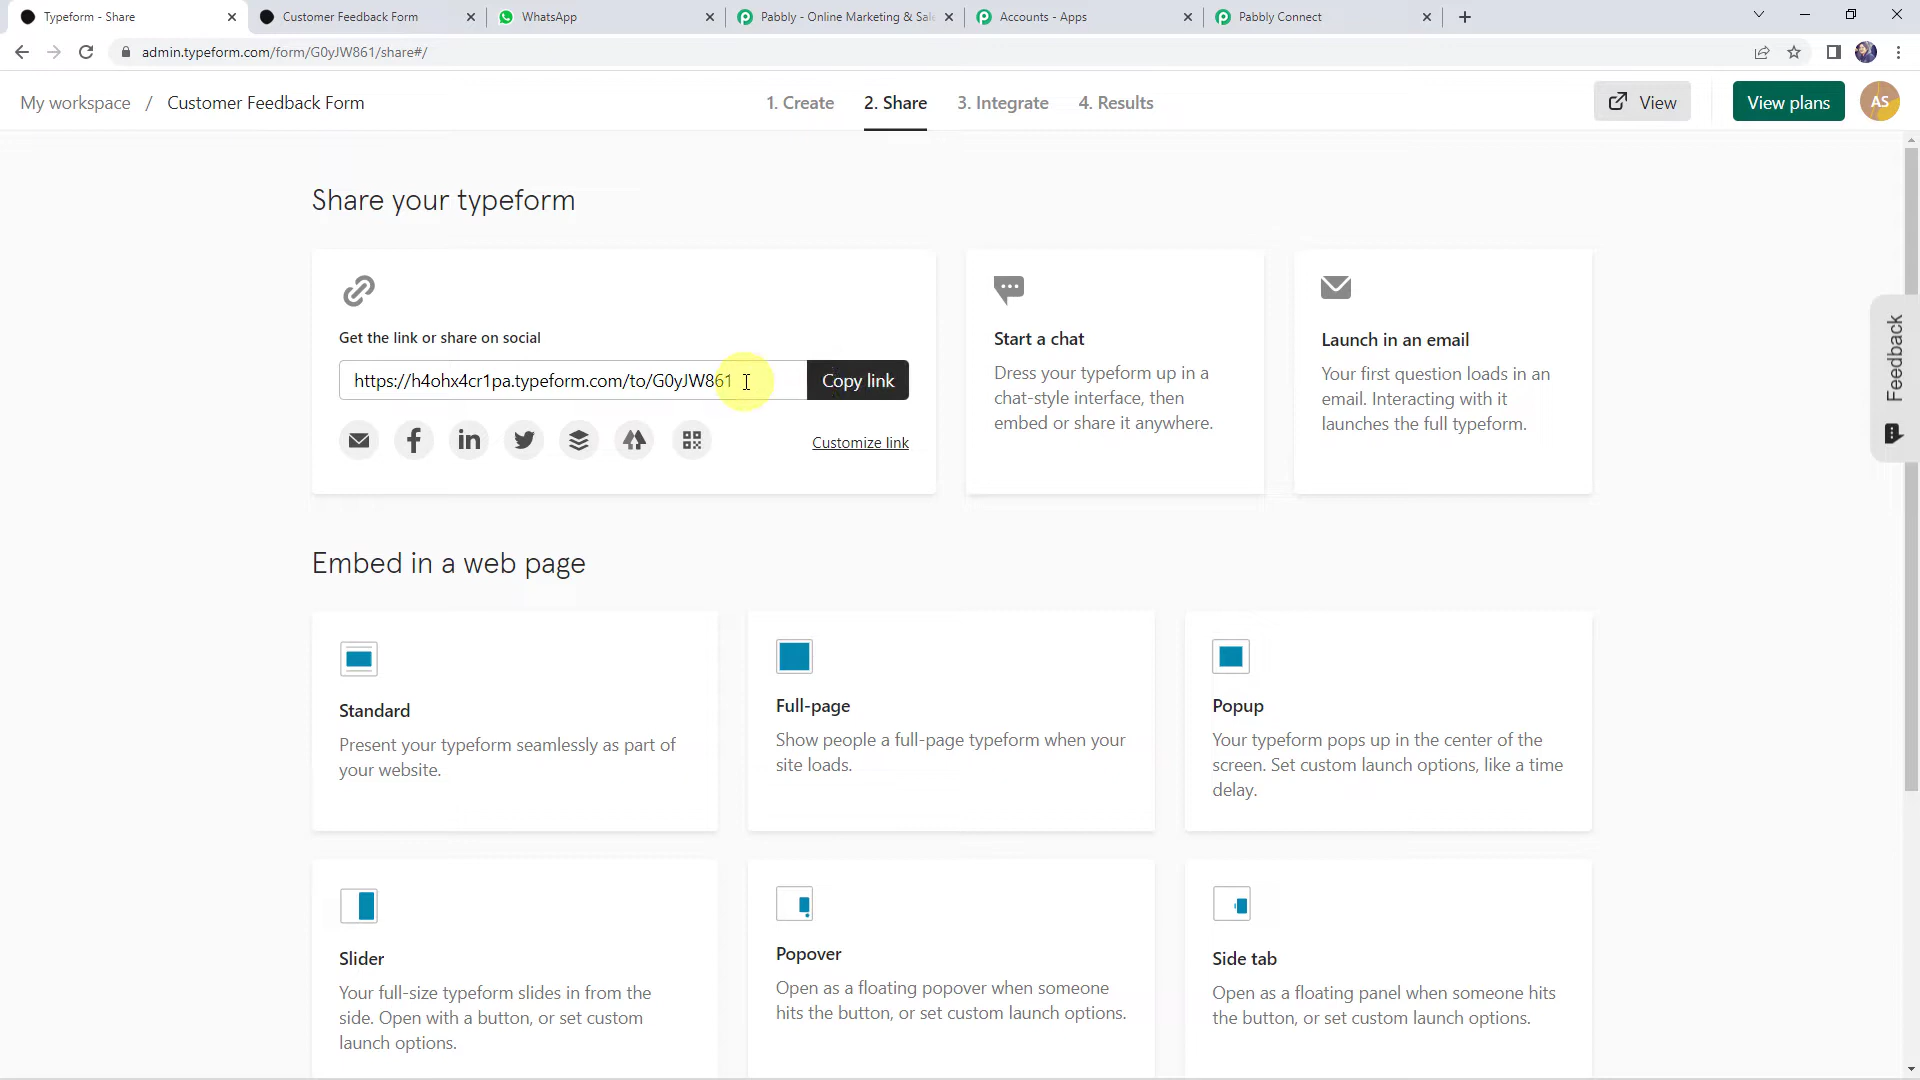 Typeform - Share
Customer Feedback Form
WhatsApp
Pabbly - Online Marketing & Sale
Accounts - Apps
Pabbly Connect
admin.typeform.com/form/G0yJW861/share#/
My workspace / Customer Feedback Form
1. Create
2. Share
3. Integrate
4. Results
View
View plans
AS
Share your typeform
Get the link or share on social
https://h4ohx4cr1pa.typeform.com/to/G0yJW861
Copy link
Customize link
Start a chat
Dress your typeform up in a
chat-style interface, then
embed or share it anywhere.
Launch in an email
Your first question loads in an
email. Interacting with it
launches the full typeform.
Feedback
Embed in a web page
Standard
Present your typeform seamlessly as part of
your website.
Full-page
Show people a full-page typeform when your
site loads.
Popup
Your typeform pops up in the center of the
screen. Set custom launch options, like a time
delay.
Slider
Your full-size typeform slides in from the
side. Open with a button, or set custom
launch options.
Popover
Open as a floating popover when someone
hits the button, or set custom launch options.
Side tab
Open as a floating panel when someone hits
the button, or set custom launch options.